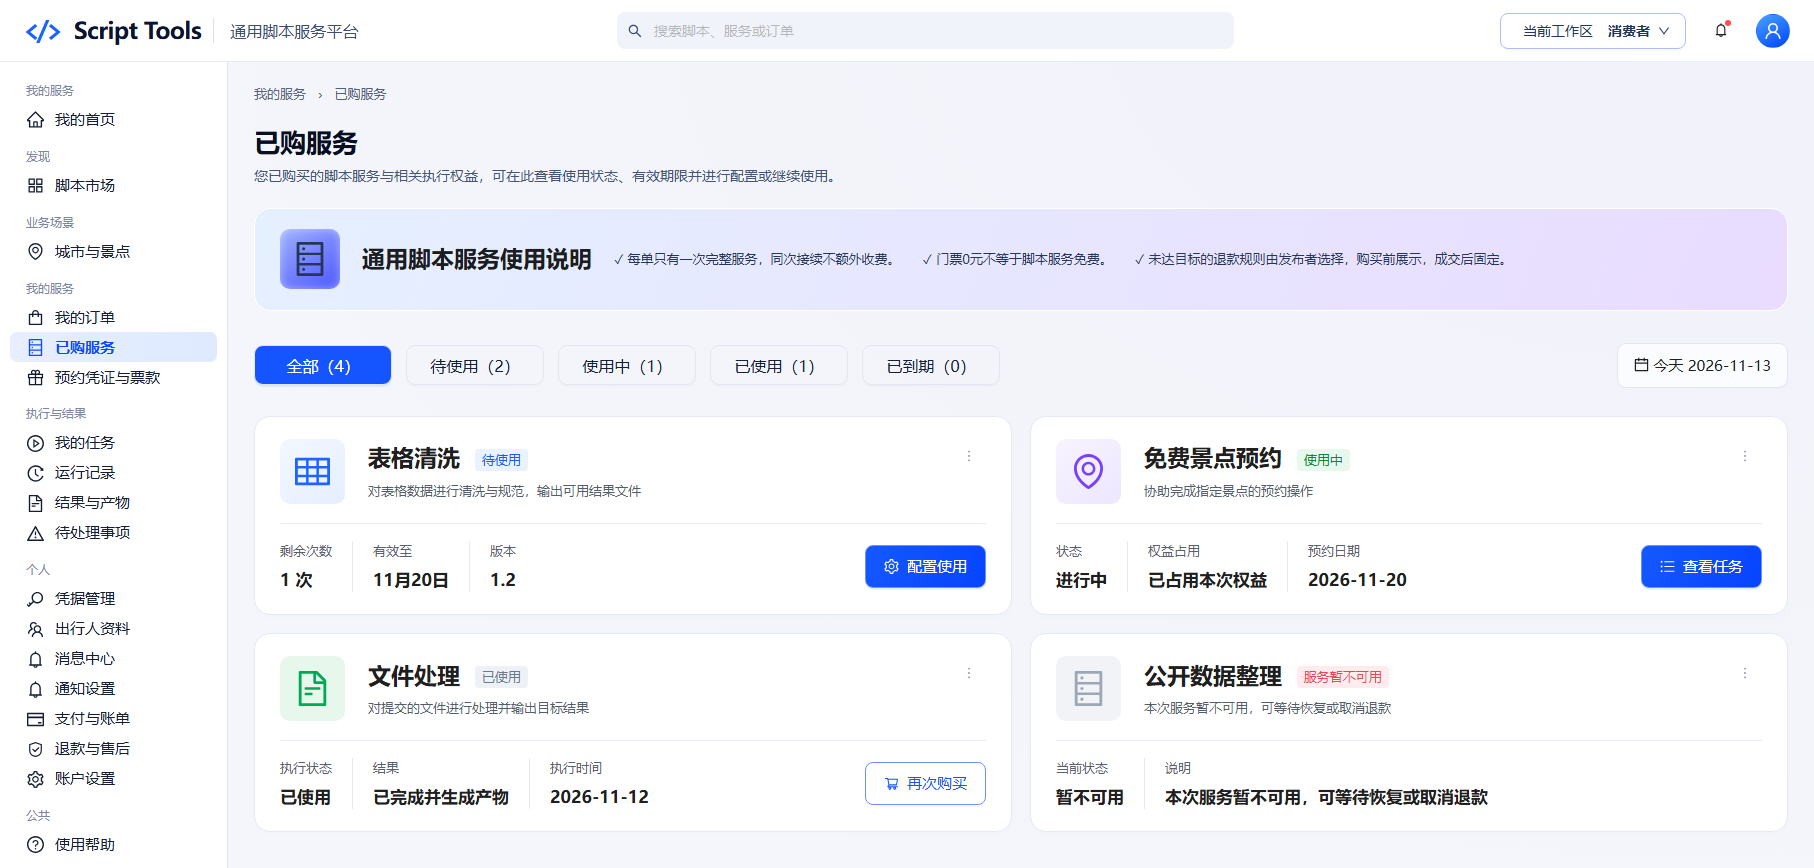 </> Script Tools 通用脚本服务平台
搜索脚本、服务或订单
当前工作区 消费者
我的服务
我的首页
发现
脚本市场
业务场景
城市与景点
我的服务
我的订单
已购服务
预约凭证与票款
执行与结果
我的任务
运行记录
结果与产物
待处理事项
个人
凭据管理
出行人资料
消息中心
通知设置
支付与账单
退款与售后
账户设置
公共
使用帮助
我的服务 › 已购服务
已购服务
您已购买的脚本服务与相关执行权益，可在此查看使用状态、有效期限并进行配置或继续使用。
通用脚本服务使用说明 ✓ 每单只有一次完整服务，同次接续不额外收费。 ✓ 门票0元不等于脚本服务免费。 ✓ 未达目标的退款规则由发布者选择，购买前展示，成交后固定。
全部（4） 待使用（2） 使用中（1） 已使用（1） 已到期（0） 今天 2026-11-13
表格清洗 待使用
对表格数据进行清洗与规范，输出可用结果文件
剩余次数 有效至 版本
1 次 11月20日 1.2
配置使用
免费景点预约 使用中
协助完成指定景点的预约操作
状态 权益占用 预约日期
进行中 已占用本次权益 2026-11-20
查看任务
文件处理 已使用
对提交的文件进行处理并输出目标结果
执行状态 结果 执行时间
已使用 已完成并生成产物 2026-11-12
再次购买
公开数据整理 服务暂不可用
本次服务暂不可用，可等待恢复或取消退款
当前状态 说明
暂不可用 本次服务暂不可用，可等待恢复或取消退款